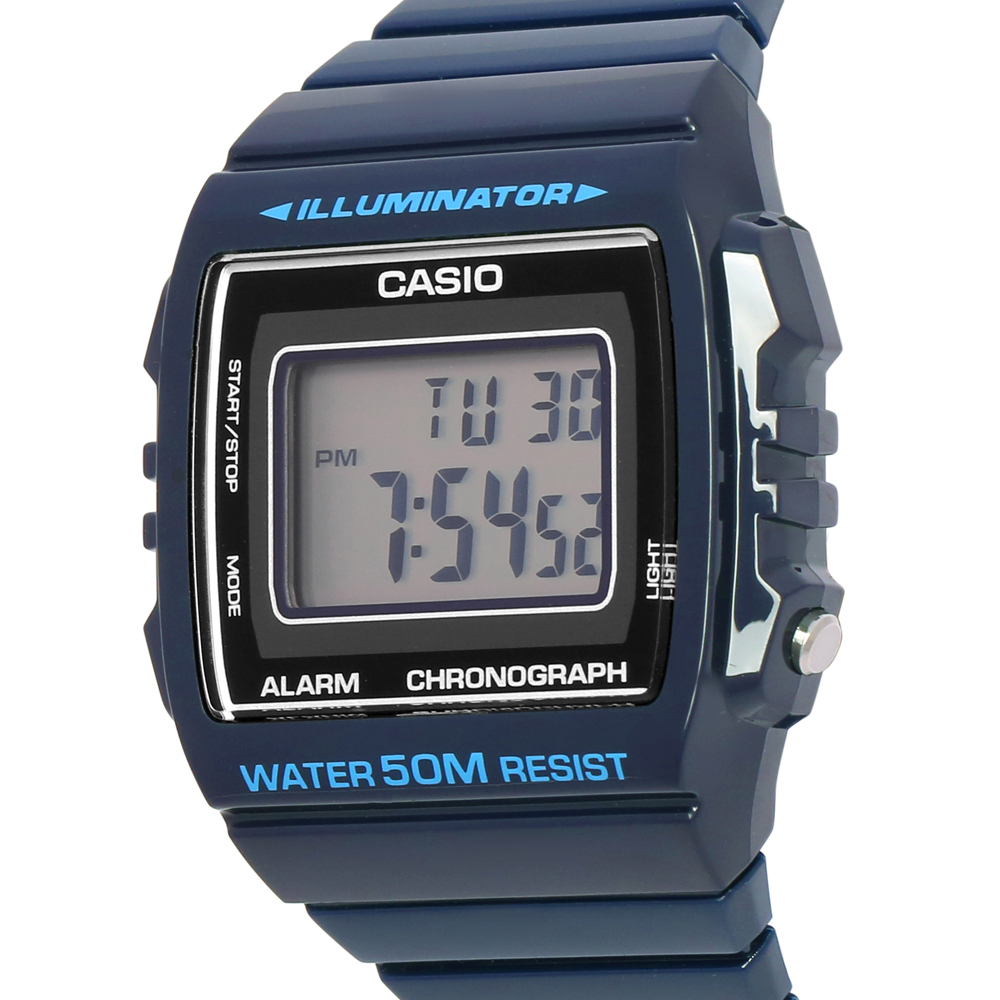 ILLUMINATOR
CASIO
START/STOP
TU 30
PM
7:54 52
MODE
LIGHT
ALARM CHRONOGRAPH
WATER 50M RESIST